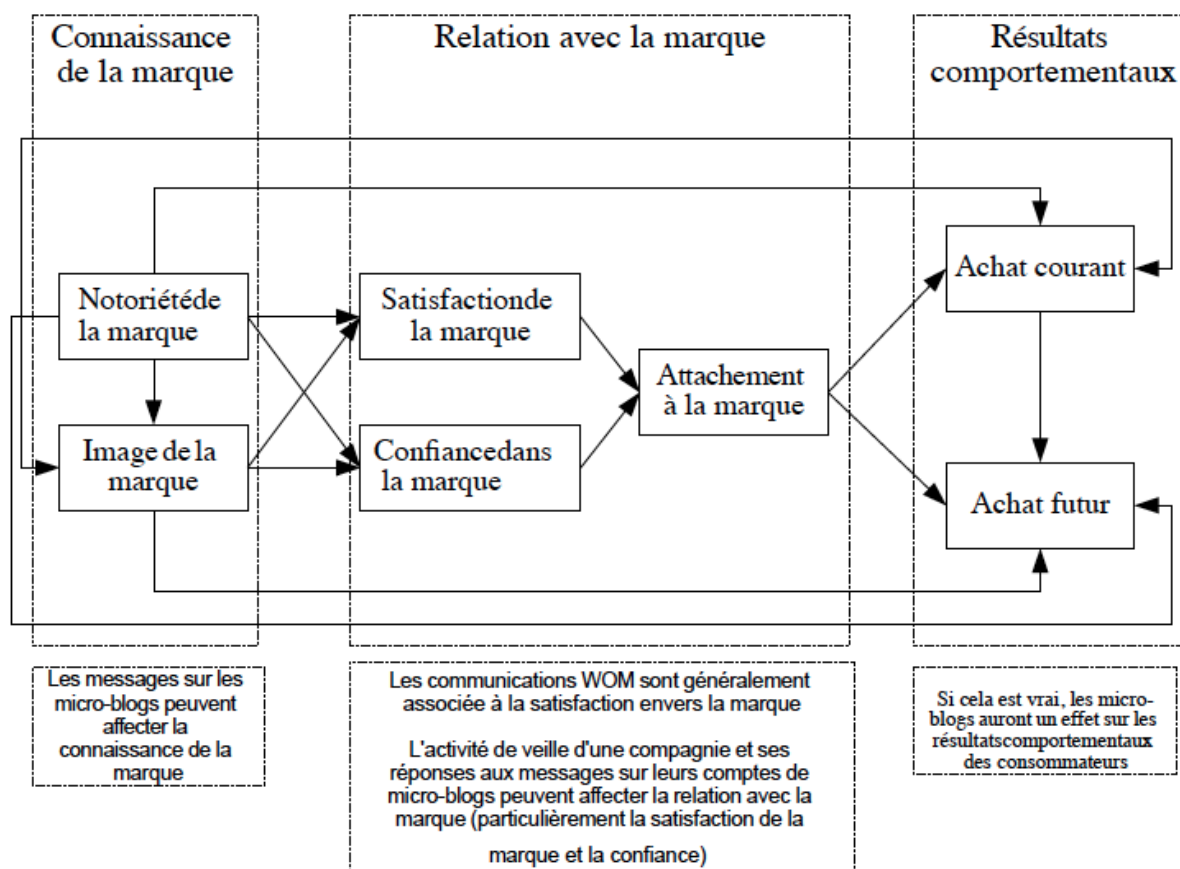 Connaissance
de la marque
Relation avec la marque
Résultats
comportementaux
Notoriétéde
la marque
Satisfactionde
la marque
Achat courant
Attachement
à la marque
Image de la
marque
Confiancedans
la marque
Achat futur
Les messages sur les
micro-blogs peuvent
affecter la
connaissance de la
marque
Les communications WOM sont généralement
associée à la satisfaction envers la marque
L'activité de veille d'une compagnie et ses
réponses aux messages sur leurs comptes de
micro-blogs peuvent affecter la relation avec la
marque (particulièrement la satisfaction de la
marque et la confiance)
Si cela est vrai, les micro-
blogs auront un effet sur les
résultatscomportementaux
des consommateurs